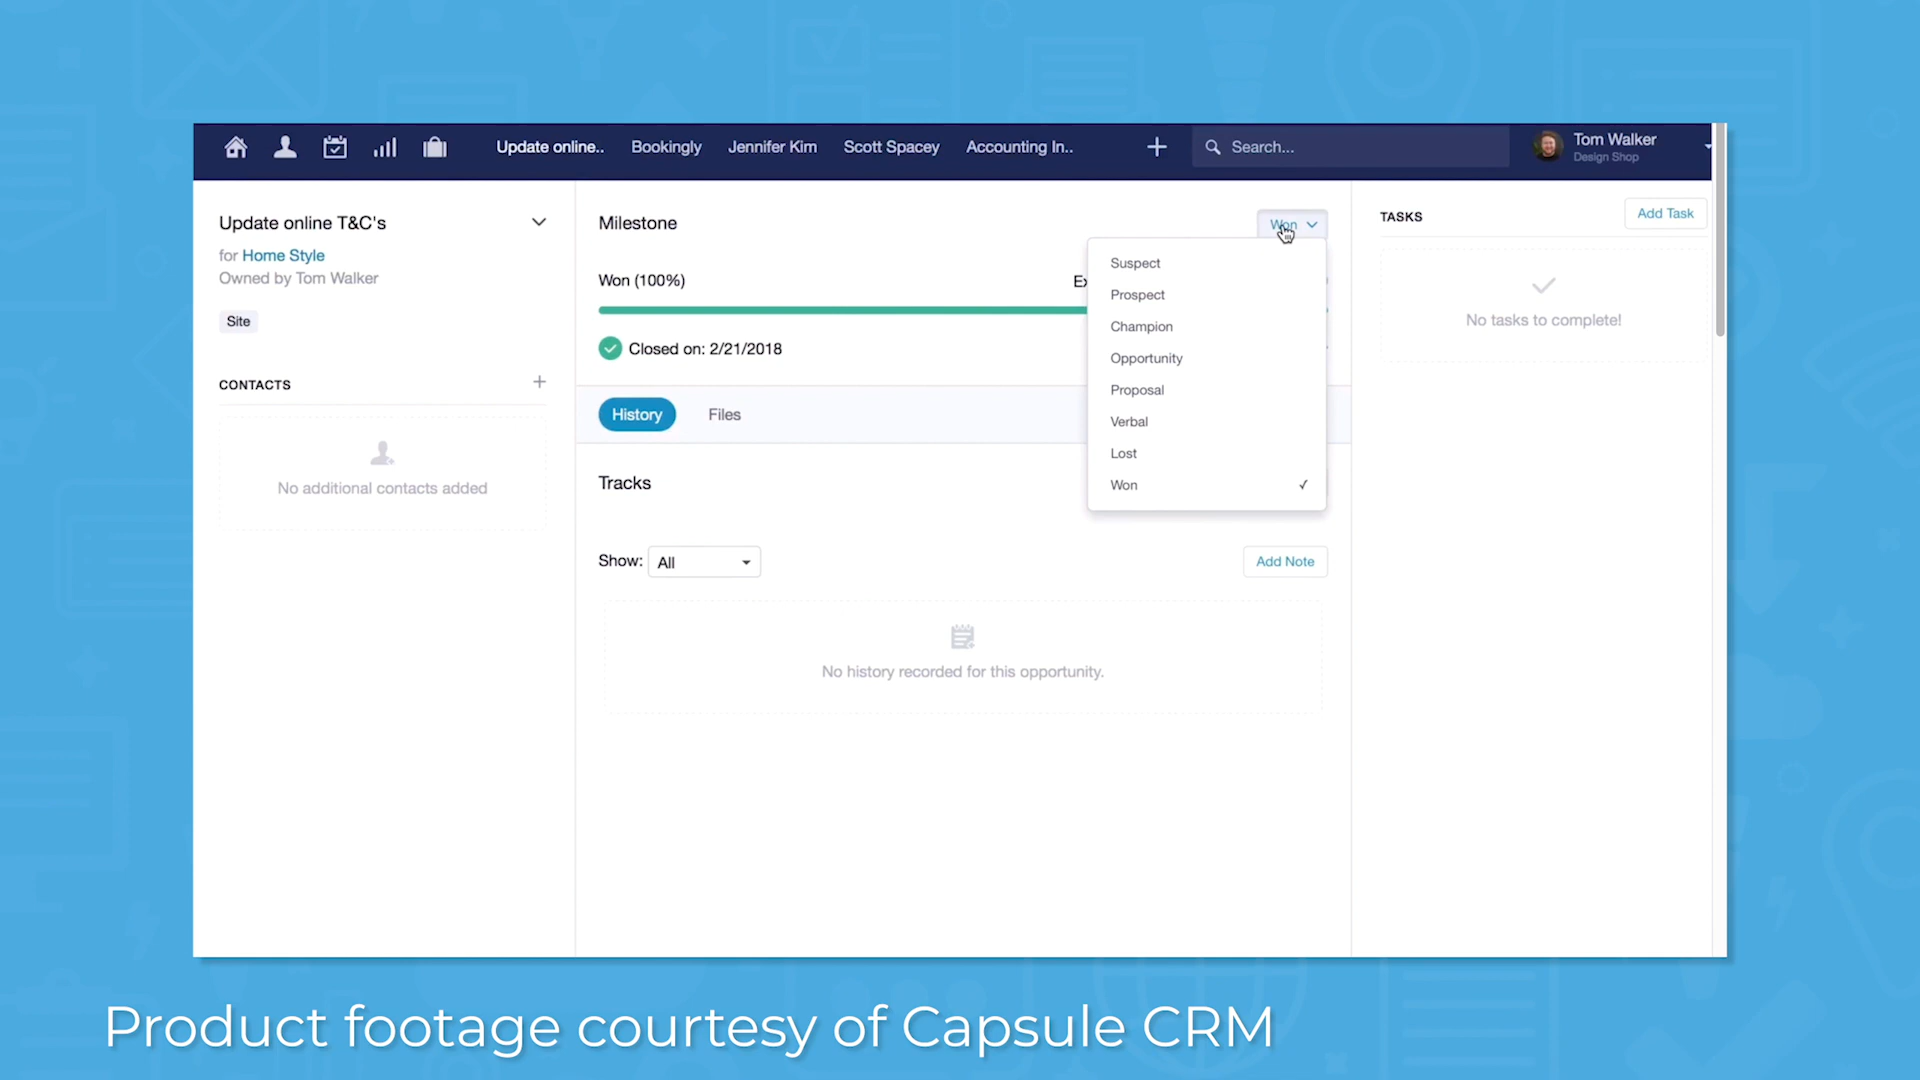 Update online.. Bookingly Jennifer Kim Scott Spacey Accounting In.. Search... Tom Walker
Design Shop
Update online T&C's
for Home Style
Owned by Tom Walker
Site
CONTACTS
No additional contacts added
Milestone
Won
Won (100%)
Closed on: 2/21/2018
Suspect
Prospect
Champion
Opportunity
Proposal
Verbal
Lost
Won
History Files
Tracks
Show: All
Add Note
No history recorded for this opportunity.
TASKS
Add Task
No tasks to complete!
Product footage courtesy of Capsule CRM